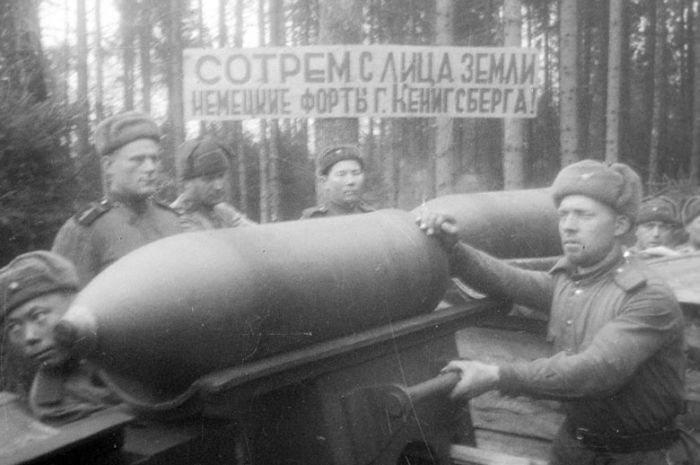 СОТРЕМ С ЛИЦА ЗЕМЛИ
НЕМЕЦКИЕ ФОРТЫ Г. КЕНИГСБЕРГА!